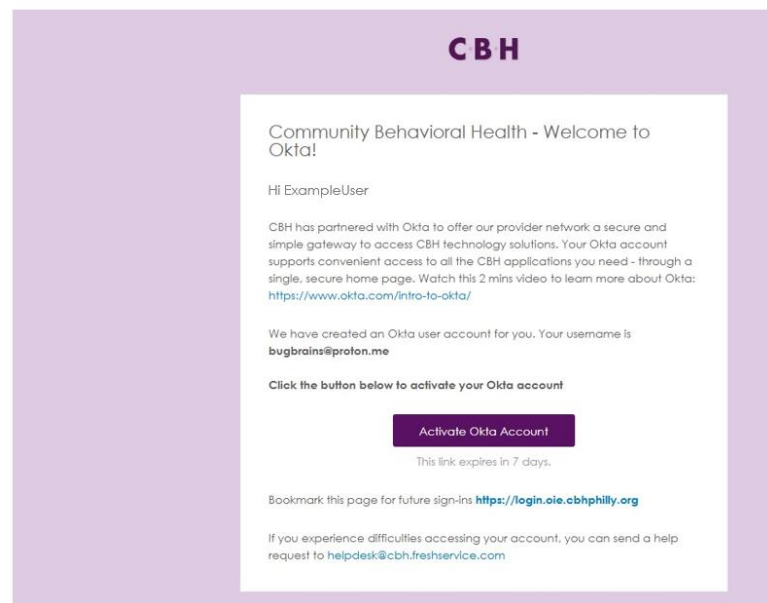 C·B·H
Community Behavioral Health - Welcome to
Okta!
Hi ExampleUser
CBH has partnered with Okta to offer our provider network a secure and
simple gateway to access CBH technology solutions. Your Okta account
supports convenient access to all the CBH applications you need - through a
single, secure home page. Watch this 2 mins video to learn more about Okta:
https://www.okta.com/intro-to-okta/
We have created an Okta user account for you. Your username is
bugbrains@proton.me
Click the button below to activate your Okta account
Activate Okta Account
This link expires in 7 days.
Bookmark this page for future sign-ins https://login.oie.cbhphilly.org
If you experience difficulties accessing your account, you can send a help
request to helpdesk@cbh.freshservice.com